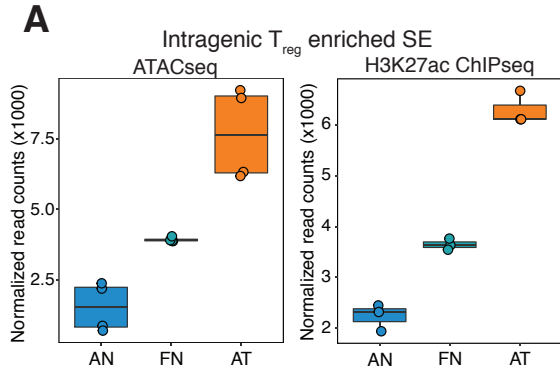 A
Intragenic Treg enriched SE
ATACseq
H3K27ac ChIPseq
Normalized read counts (x1000)
7.5
5.0
2.5
AN FN AT
Normalized read counts (x1000)
6
5
4
3
2
AN FN AT